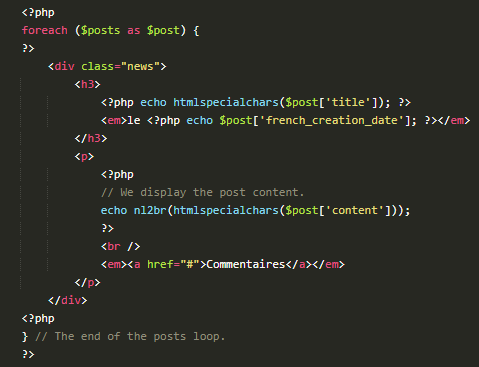 <?php
foreach ($posts as $post) {
?>
    <div class="news">
        <h3>
            <?php echo htmlspecialchars($post['title']); ?>
            <em>le <?php echo $post['french_creation_date']; ?></em>
        </h3>
        <p>
            <?php
            // We display the post content.
            echo nl2br(htmlspecialchars($post['content']));
            ?>
            <br />
            <em><a href="#">Commentaires</a></em>
        </p>
    </div>
<?php
} // The end of the posts loop.
?>